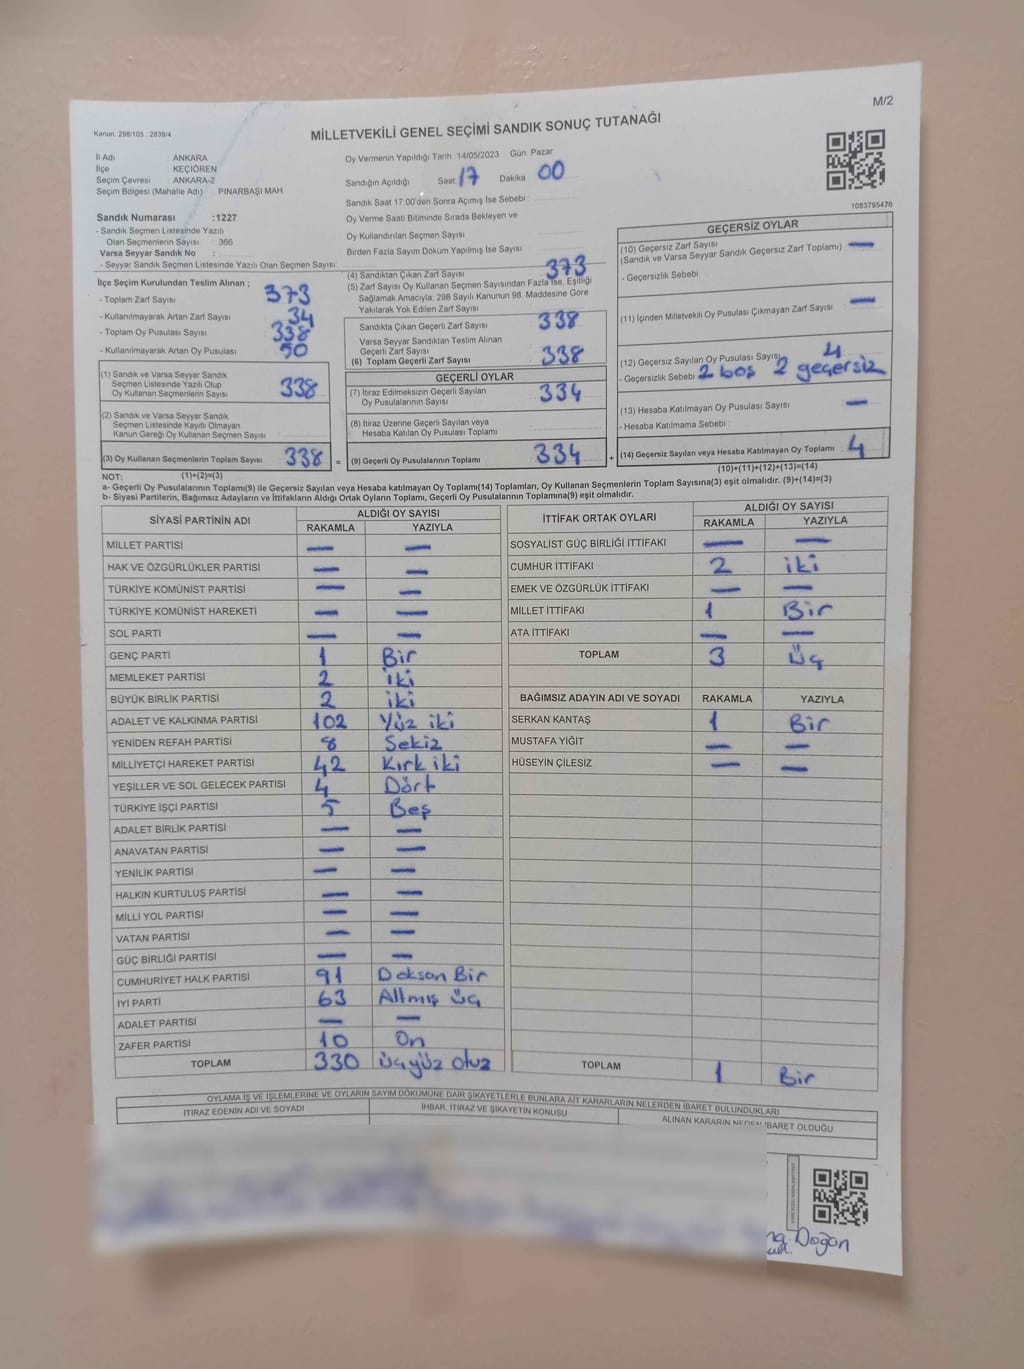 M/2
Kanun: 298/105 , 2839/4
MİLLETVEKİLİ GENEL SEÇİMİ SANDIK SONUÇ TUTANAĞI
İl Adı : ANKARA
İlçe : KEÇİÖREN
Seçim Çevresi : ANKARA-2
Seçim Bölgesi (Mahalle Adı) : PINARBAŞI MAH
Sandık Numarası :1227
- Sandık Seçmen Listesinde Yazılı
Olan Seçmenlerin Sayısı : 366
Varsa Seyyar Sandık No :
- Seyyar Sandık Seçmen Listesinde Yazılı Olan Seçmen Sayısı :
Oy Vermenin Yapıldığı Tarih 14/05/2023 Gün: Pazar
Sandığın Açıldığı Saat 17 Dakika 00
Sandık Saat 17:00'den Sonra Açılmış İse Sebebi :
Oy Verme Saati Bitiminde Sırada Bekleyen ve
Oy Kullandırılan Seçmen Sayısı
Birden Fazla Sayım Döküm Yapılmış İse Sayısı
1083795476
İlçe Seçim Kurulundan Teslim Alınan ;
- Toplam Zarf Sayısı 373
- Kullanılmayarak Artan Zarf Sayısı 34
- Toplam Oy Pusulası Sayısı 338
- Kullanılmayarak Artan Oy Pusulası 50
(1) Sandık ve Varsa Seyyar Sandık
Seçmen Listesinde Yazılı Olup
Oy Kullanan Seçmenlerin Sayısı 338
(2) Sandık ve Varsa Seyyar Sandık
Seçmen Listesinde Kayıtlı Olmayan
Kanun Gereği Oy Kullanan Seçmen Sayısı
(3) Oy Kullanan Seçmenlerin Toplam Sayısı 338 =
(4) Sandıktan Çıkan Zarf Sayısı 373
(5) Zarf Sayısı Oy Kullanan Seçmen Sayısından Fazla İse, Eşitliği
Sağlamak Amacıyla; 298 Sayılı Kanunun 98. Maddesine Göre
Yakılarak Yok Edilen Zarf Sayısı
Sandıkta Çıkan Geçerli Zarf Sayısı 338
Varsa Seyyar Sandıktan Teslim Alınan
Geçerli Zarf Sayısı
(6) Toplam Geçerli Zarf Sayısı 338
GEÇERLİ OYLAR
(7) İtiraz Edilmeksizin Geçerli Sayılan
Oy Pusulalarının Sayısı 334
(8) İtiraz Üzerine Geçerli Sayılan veya
Hesaba Katılan Oy Pusulası Toplamı
(9) Geçerli Oy Pusulalarının Toplamı 334 +
GEÇERSİZ OYLAR
(10) Geçersiz Zarf Sayısı —
(Sandık ve Varsa Seyyar Sandık Geçersiz Zarf Toplamı)
- Geçersizlik Sebebi
(11) İçinden Milletvekili Oy Pusulası Çıkmayan Zarf Sayısı —
(12) Geçersiz Sayılan Oy Pusulası Sayısı 4
- Geçersizlik Sebebi 2 boş 2 geçersiz
(13) Hesaba Katılmayan Oy Pusulası Sayısı —
- Hesaba Katılmama Sebebi
(14) Geçersiz Sayılan veya Hesaba Katılmayan Oy Toplamı 4
NOT: (1)+(2)=(3) (10)+(11)+(12)+(13)=(14)
a- Geçerli Oy Pusulalarının Toplamı(9) ile Geçersiz Sayılan veya Hesaba Katılmayan Oy Toplamı(14) Toplamları, Oy Kullanan Seçmenlerin Toplam Sayısına(3) eşit olmalıdır. (9)+(14)=(3)
b- Siyasi Partilerin, Bağımsız Adayların ve İttifakların Aldığı Ortak Oyların Toplamı, Geçerli Oy Pusulalarının Toplamına(9) eşit olmalıdır.
SİYASİ PARTİNİN ADI ALDIĞI OY SAYISI
RAKAMLA YAZIYLA
MİLLET PARTİSİ — —
HAK VE ÖZGÜRLÜKLER PARTİSİ — —
TÜRKİYE KOMÜNİST PARTİSİ — —
TÜRKİYE KOMÜNİST HAREKETİ — —
SOL PARTİ — —
GENÇ PARTİ 1 Bir
MEMLEKET PARTİSİ 2 iki
BÜYÜK BİRLİK PARTİSİ 2 iki
ADALET VE KALKINMA PARTİSİ 102 Yüz iki
YENİDEN REFAH PARTİSİ 8 Sekiz
MİLLİYETÇİ HAREKET PARTİSİ 42 Kırk iki
YEŞİLLER VE SOL GELECEK PARTİSİ 4 Dört
TÜRKİYE İŞÇİ PARTİSİ 5 Beş
ADALET BİRLİK PARTİSİ — —
ANAVATAN PARTİSİ — —
YENİLİK PARTİSİ — —
HALKIN KURTULUŞ PARTİSİ — —
MİLLİ YOL PARTİSİ — —
VATAN PARTİSİ — —
GÜÇ BİRLİĞİ PARTİSİ — —
CUMHURİYET HALK PARTİSİ 91 Doksan Bir
İYİ PARTİ 63 Altmış üç
ADALET PARTİSİ — —
ZAFER PARTİSİ 10 On
TOPLAM 330 üçyüz otuz
İTTİFAK ORTAK OYLARI ALDIĞI OY SAYISI
RAKAMLA YAZIYLA
SOSYALİST GÜÇ BİRLİĞİ İTTİFAKI — —
CUMHUR İTTİFAKI 2 iki
EMEK VE ÖZGÜRLÜK İTTİFAKI — —
MİLLET İTTİFAKI 1 Bir
ATA İTTİFAKI — —
TOPLAM 3 üç
BAĞIMSIZ ADAYIN ADI VE SOYADI RAKAMLA YAZIYLA
SERKAN KANTAŞ 1 Bir
MUSTAFA YİĞİT — —
HÜSEYİN ÇİLESİZ — —
TOPLAM 1 Bir
OYLAMA İŞ VE İŞLEMLERİNE VE OYLARIN SAYIM DÖKÜMÜNE DAİR ŞİKAYETLERLE BUNLARA AİT KARARLARIN NELERDEN İBARET BULUNDUKLARI
İTİRAZ EDENİN ADI VE SOYADI İHBAR, İTİRAZ VE ŞİKAYETİN KONUSU ALINAN KARARIN NEDEN İBARET OLDUĞU
Doğan